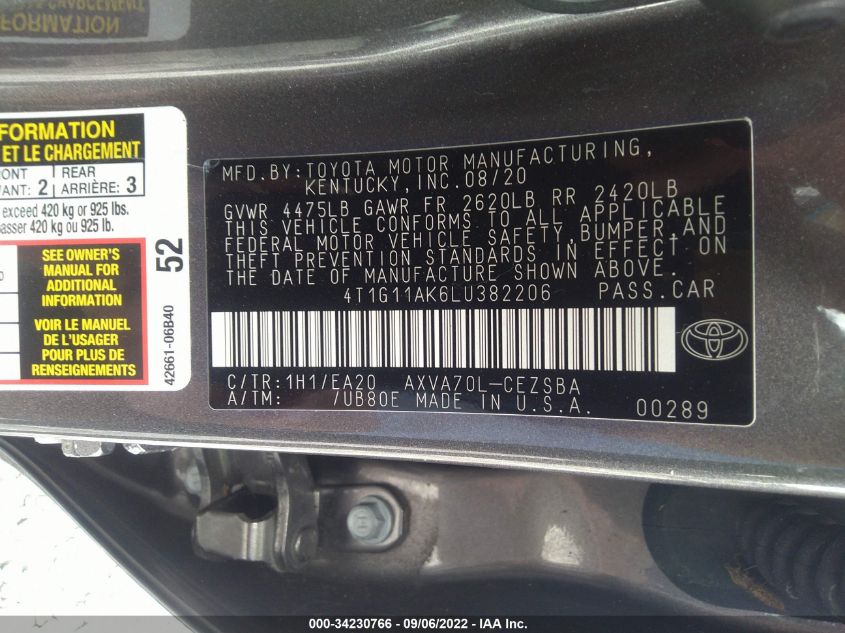 FORMATION
FORMATION
ET LE CHARGEMENT
REAR
2 ARRIÈRE: 3
exceed 420 kg or 925 lbs.
420 kg ou 925 lb.
SEE OWNER'S
MANUAL FOR
ADDITIONAL
INFORMATION
VOIR LE MANUEL
DE L'USAGER
POUR PLUS DE
RENSEIGNEMENTS
52
42661-06B40
MFD.BY:TOYOTA MOTOR MANUFACTURING,
KENTUCKY, INC.08/20
GVWR 4475LB GAWR FR 2620LB RR 2420LB
THIS VEHICLE CONFORMS TO ALL APPLICABLE
FEDERAL MOTOR VEHICLE SAFETY,BUMPER,AND
THEFT PREVENTION STANDARDS IN EFFECT ON
THE DATE OF MANUFACTURE SHOWN ABOVE.
4T1G11AK6LU382206 PASS.CAR
C/TR:1H1/EA20 AXVA70L-CEZSBA
A/TM: 7UB80E MADE IN U.S.A. 00289
000-34230766 - 09/06/2022 - IAA Inc.